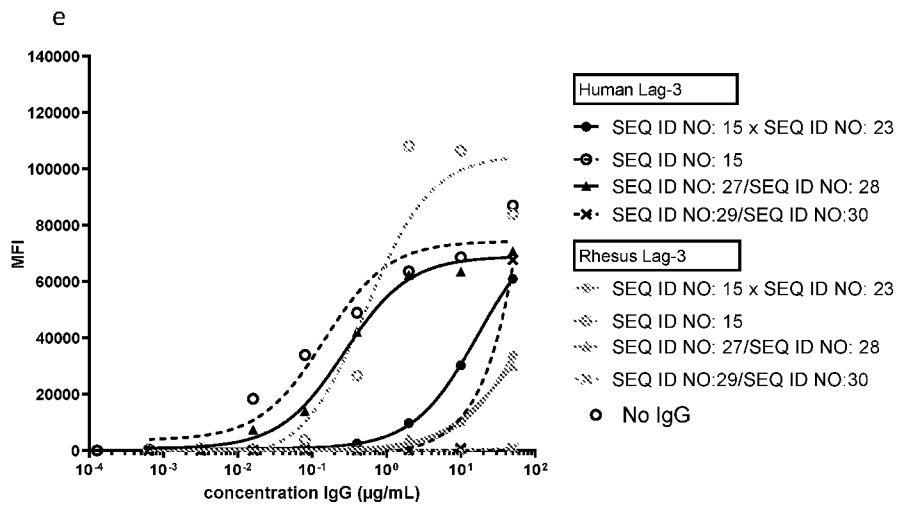 e
140000
120000
100000
80000
60000
40000
20000
0
MFI
10-4
10-3
10-2
10-1
100
101
102
concentration IgG (µg/mL)
Human Lag-3
SEQ ID NO: 15 x SEQ ID NO: 23
SEQ ID NO: 15
SEQ ID NO: 27/SEQ ID NO: 28
SEQ ID NO:29/SEQ ID NO:30
Rhesus Lag-3
SEQ ID NO: 15 x SEQ ID NO: 23
SEQ ID NO: 15
SEQ ID NO: 27/SEQ ID NO: 28
SEQ ID NO:29/SEQ ID NO:30
No IgG